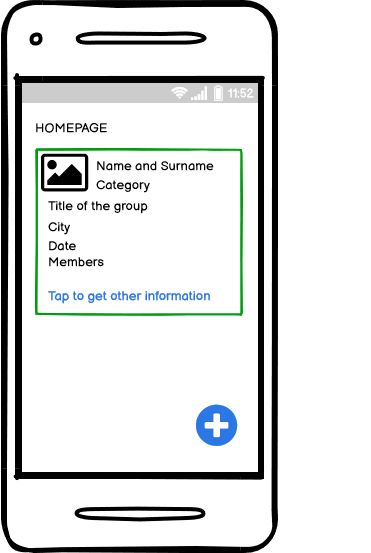 11:52
HOMEPAGE
Name and Surname
Category
Title of the group
City
Date
Members
Tap to get other information